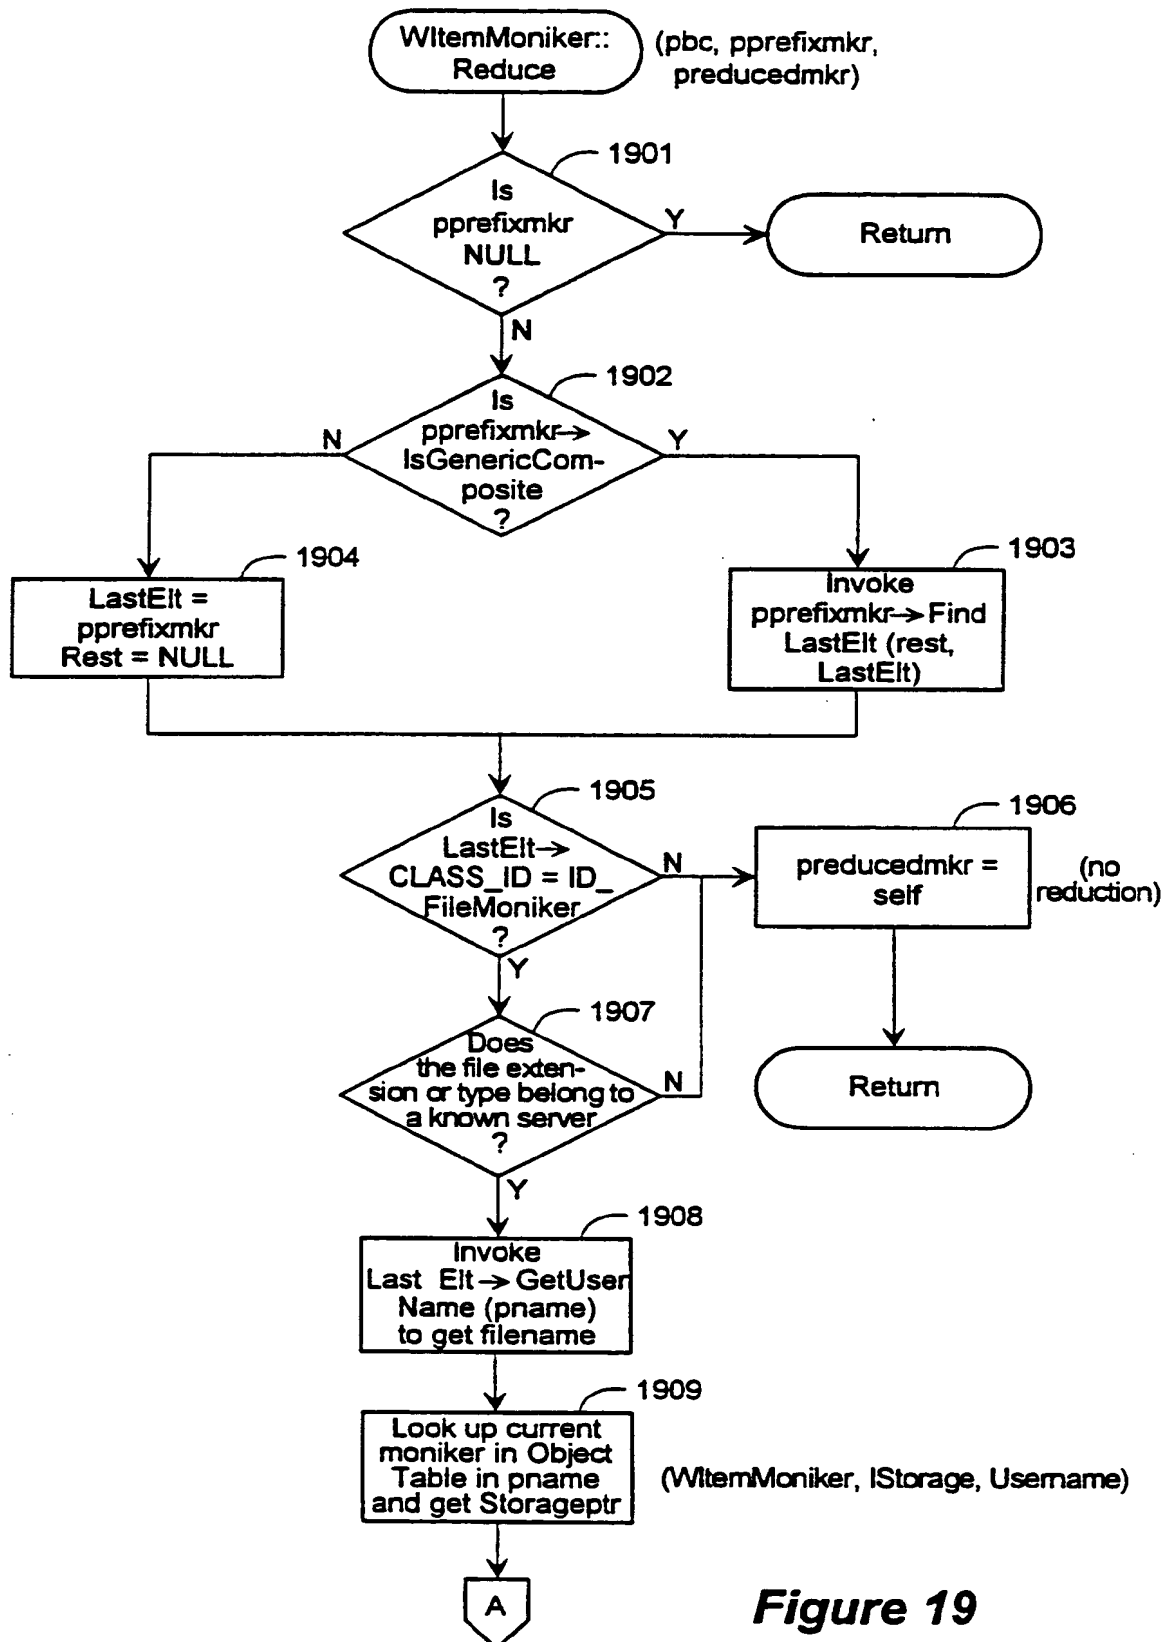 WItemMoniker::
Reduce
(pbc, pprefixmkr,
preducedmkr)
1901
Is
pprefixmkr
NULL
?
Y
Return
N
1902
Is
pprefixmkr→
IsGenericCom-
posite
?
N
Y
1904
LastElt =
pprefixmkr
Rest = NULL
1903
Invoke
pprefixmkr→Find
LastElt (rest,
LastElt)
1905
Is
LastElt→
CLASS_ID = ID_
FileMoniker
?
N
Y
1906
preducedmkr =
self
(no
reduction)
Return
1907
Does
the file exten-
sion or type belong to
a known server
?
N
Y
1908
Invoke
Last Elt→GetUser
Name (pname)
to get filename
1909
Look up current
moniker in Object
Table in pname
and get Storageptr
(WItemMoniker, IStorage, Username)
A
Figure 19